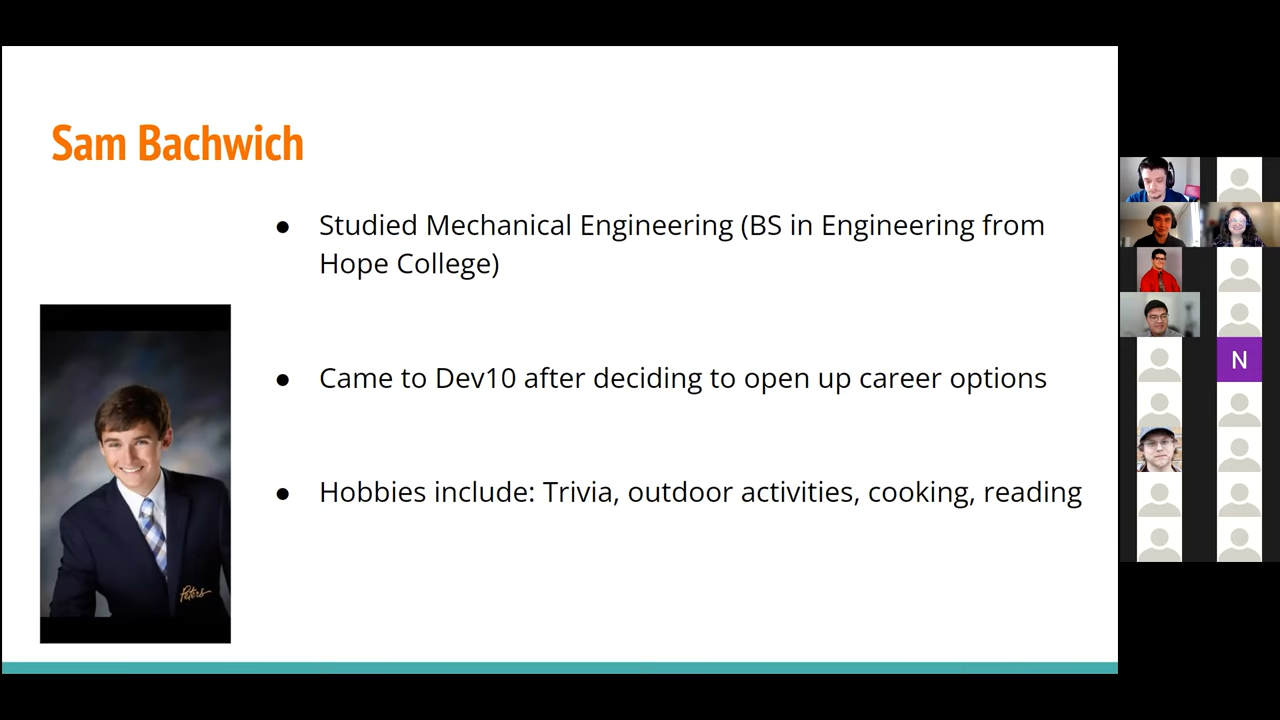 Sam Bachwich
● Studied Mechanical Engineering (BS in Engineering from
Hope College)
● Came to Dev10 after deciding to open up career options
● Hobbies include: Trivia, outdoor activities, cooking, reading
Peters
N